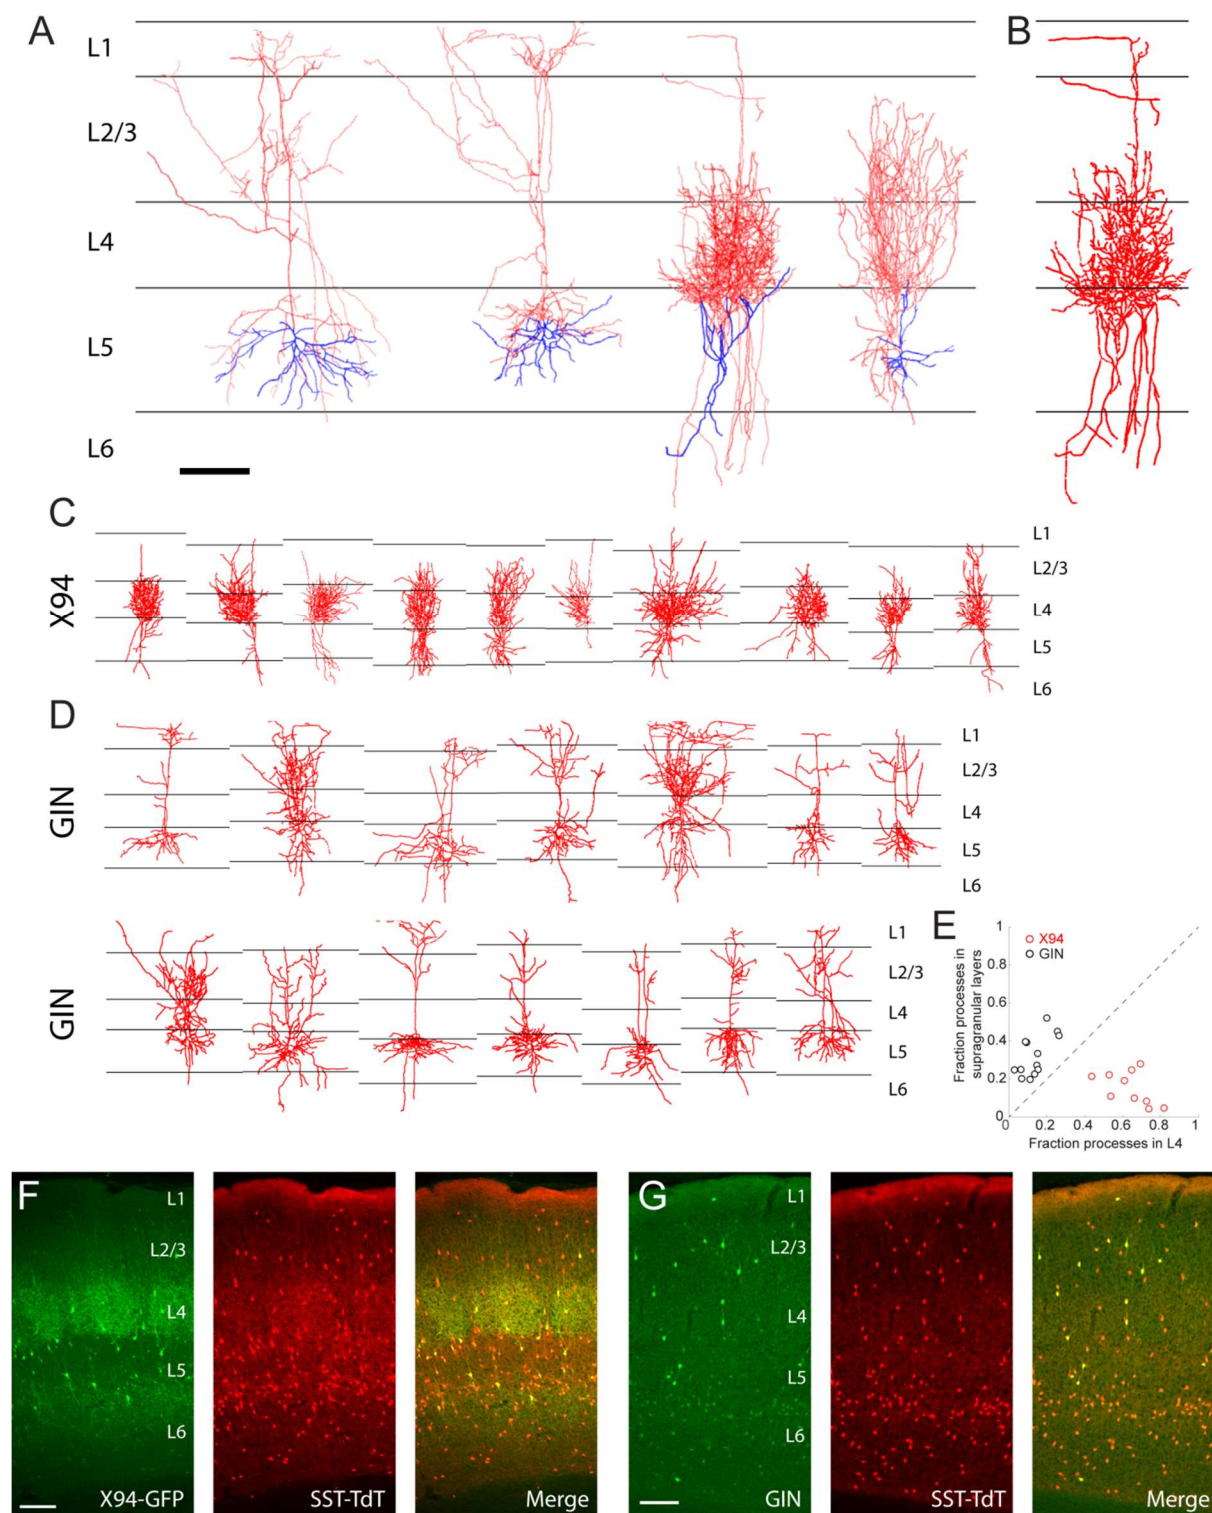 A
B
L1
L2/3
L4
L5
L6
C
X94
L1
L2/3
L4
L5
L6
D
GIN
L1
L2/3
L4
L5
L6
GIN
L1
L2/3
L4
L5
L6
E
Fraction processes in
supragranular layers
1
0.8
0.6
0.4
0.2
0
X94
GIN
0 0.2 0.4 0.6 0.8 1
Fraction processes in L4
F
L1
L2/3
L4
L5
L6
X94-GFP
SST-TdT
Merge
G
L1
L2/3
L4
L5
L6
GIN
SST-TdT
Merge